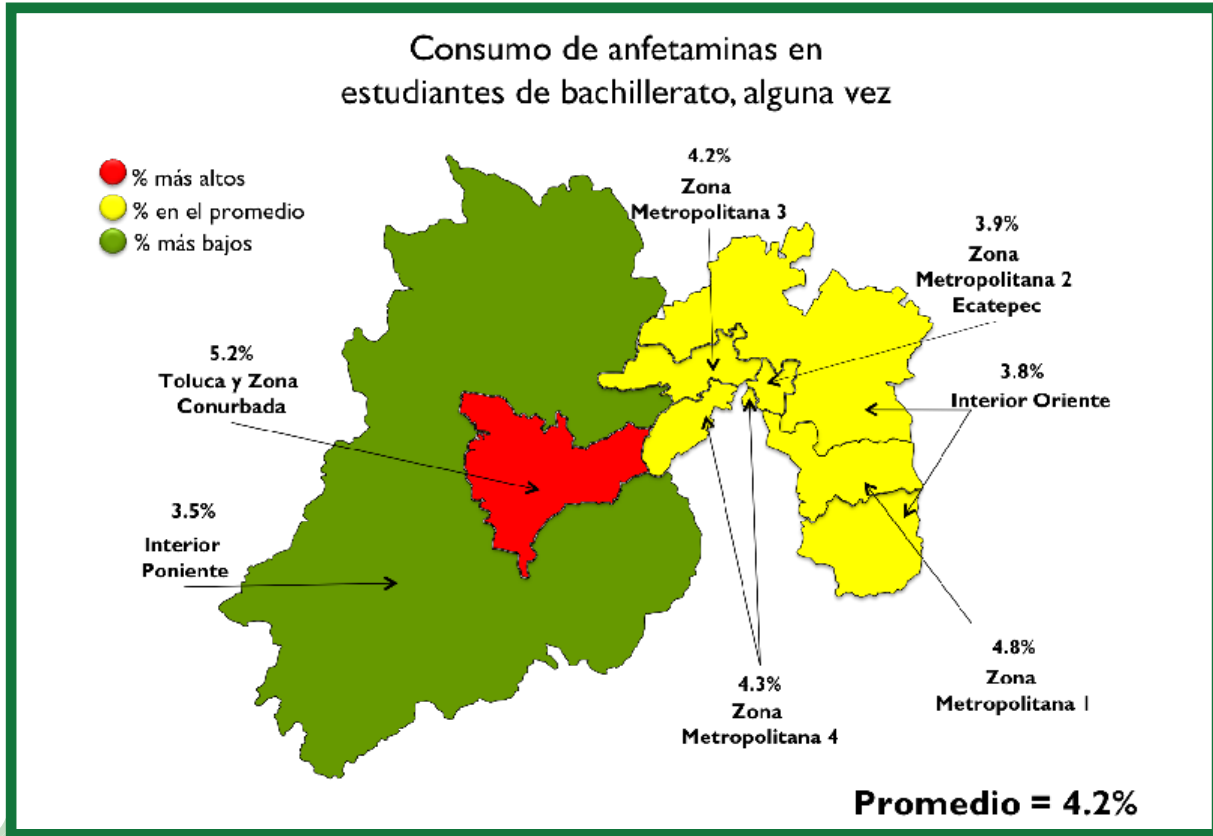 Consumo de anfetaminas en
estudiantes de bachillerato, alguna vez
% más altos
% en el promedio
% más bajos
4.2%
Zona
Metropolitana 3
3.9%
Zona
Metropolitana 2
Ecatepec
5.2%
Toluca y Zona
Conurbada
3.8%
Interior Oriente
3.5%
Interior
Poniente
4.3%
Zona
Metropolitana 4
4.8%
Zona
Metropolitana 1
Promedio = 4.2%